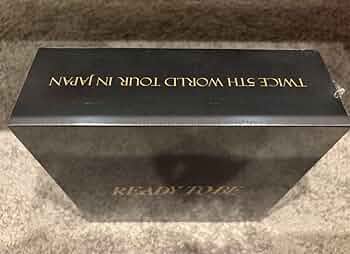 TWICE 5TH WORLD TOUR IN JAPAN
READY TO BE